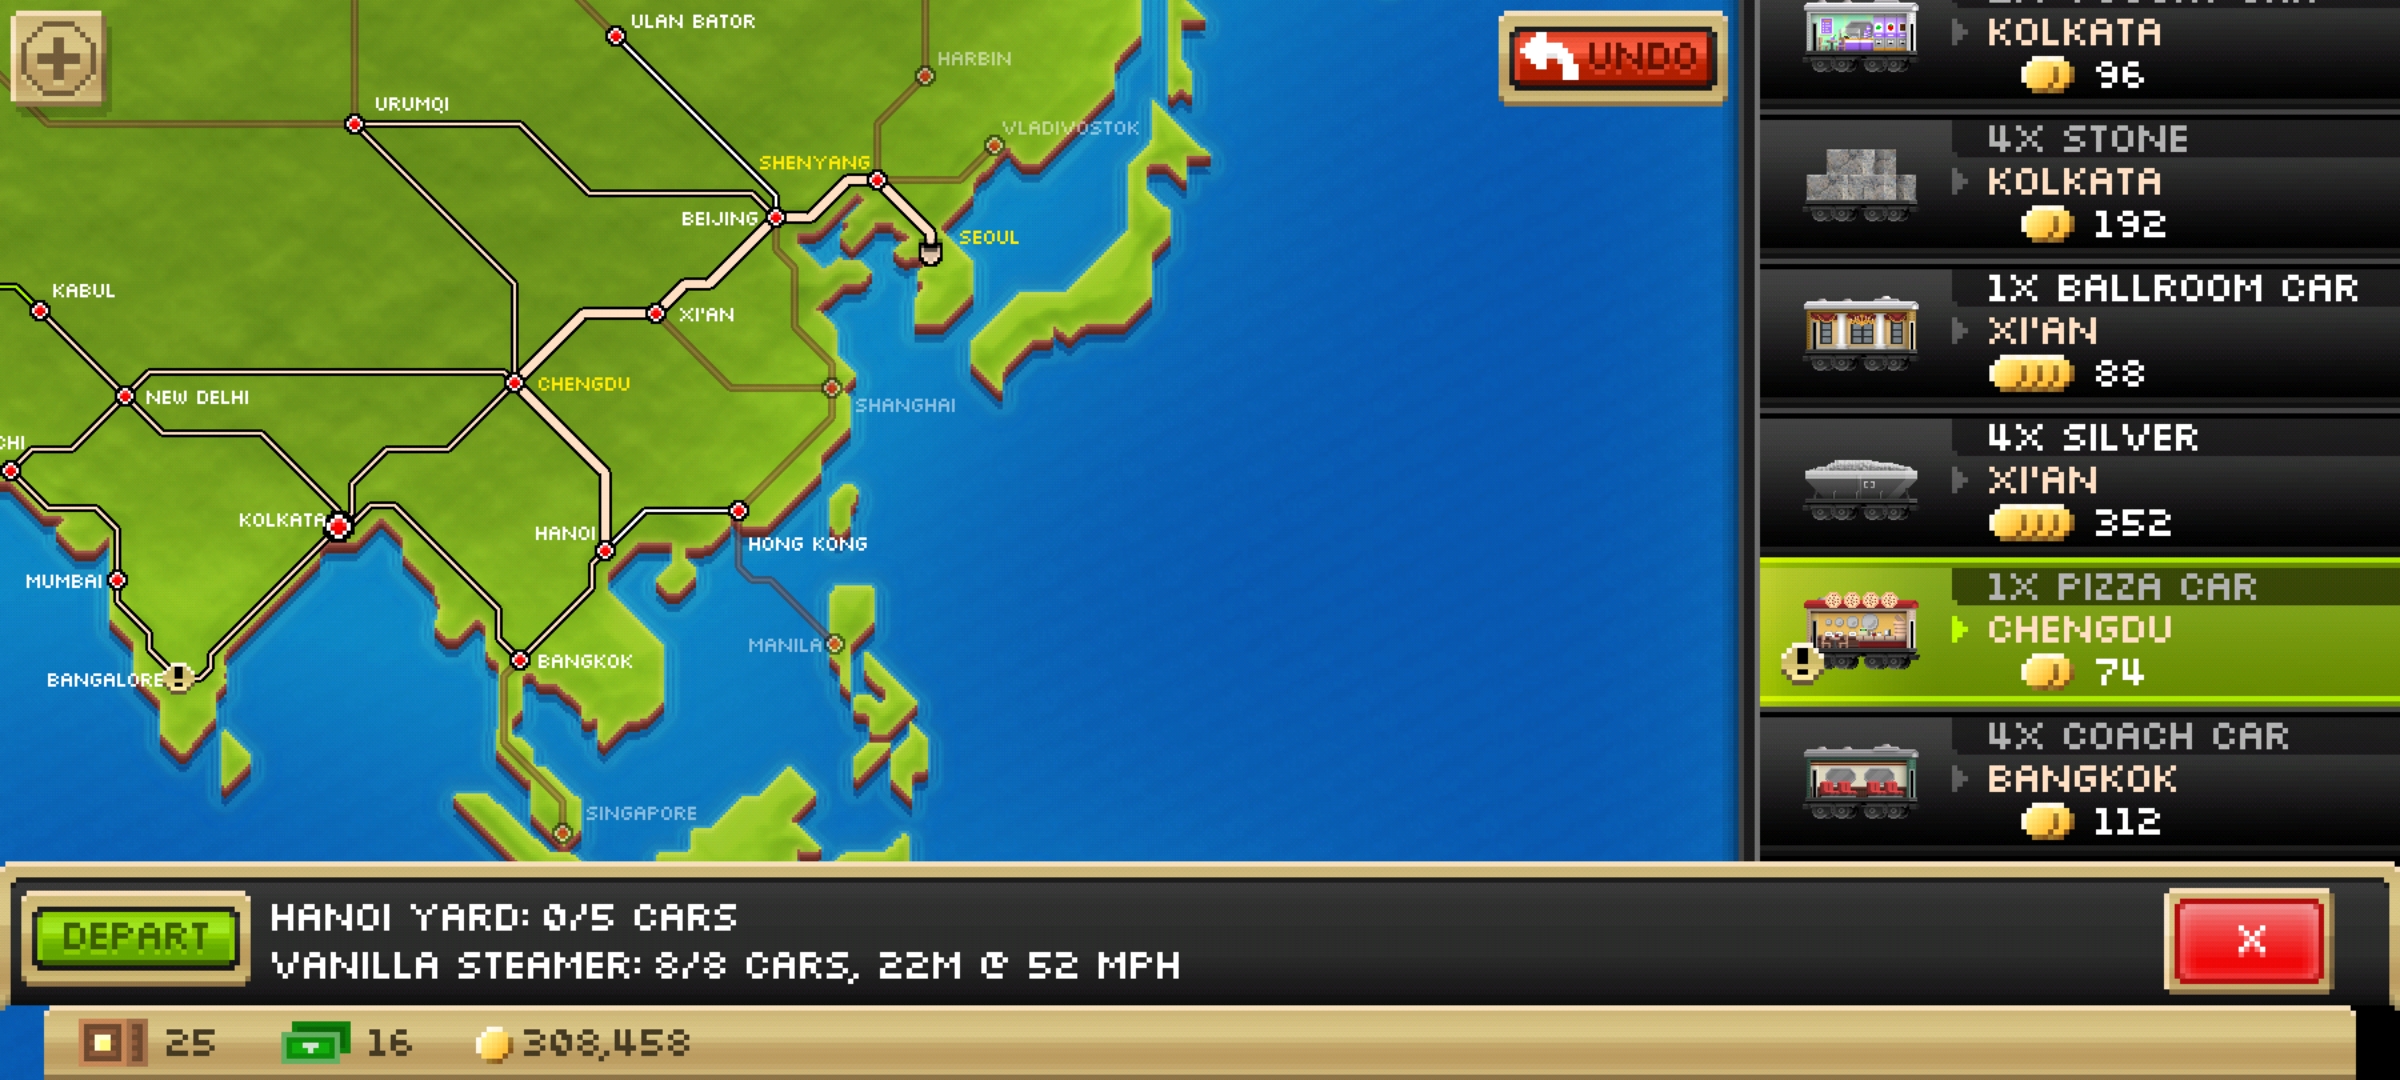 ULAN BATOR
HARBIN
URUMQI
VLADIVOSTOK
SHENYANG
BEIJING
SEOUL
KABUL
XI'AN
CHENGDU
NEW DELHI
SHANGHAI
CHI
KOLKATA
HANOI
HONG KONG
MUMBAI
MANILA
BANGKOK
BANGALORE
SINGAPORE
UNDO
KOLKATA
96
4X STONE
KOLKATA
192
1X BALLROOM CAR
XI'AN
88
4X SILVER
XI'AN
352
1X PIZZA CAR
CHENGDU
74
4X COACH CAR
BANGKOK
112
DEPART
HANOI YARD: 0/5 CARS
VANILLA STEAMER: 8/8 CARS, 22M @ 52 MPH
X
25
16
308,458